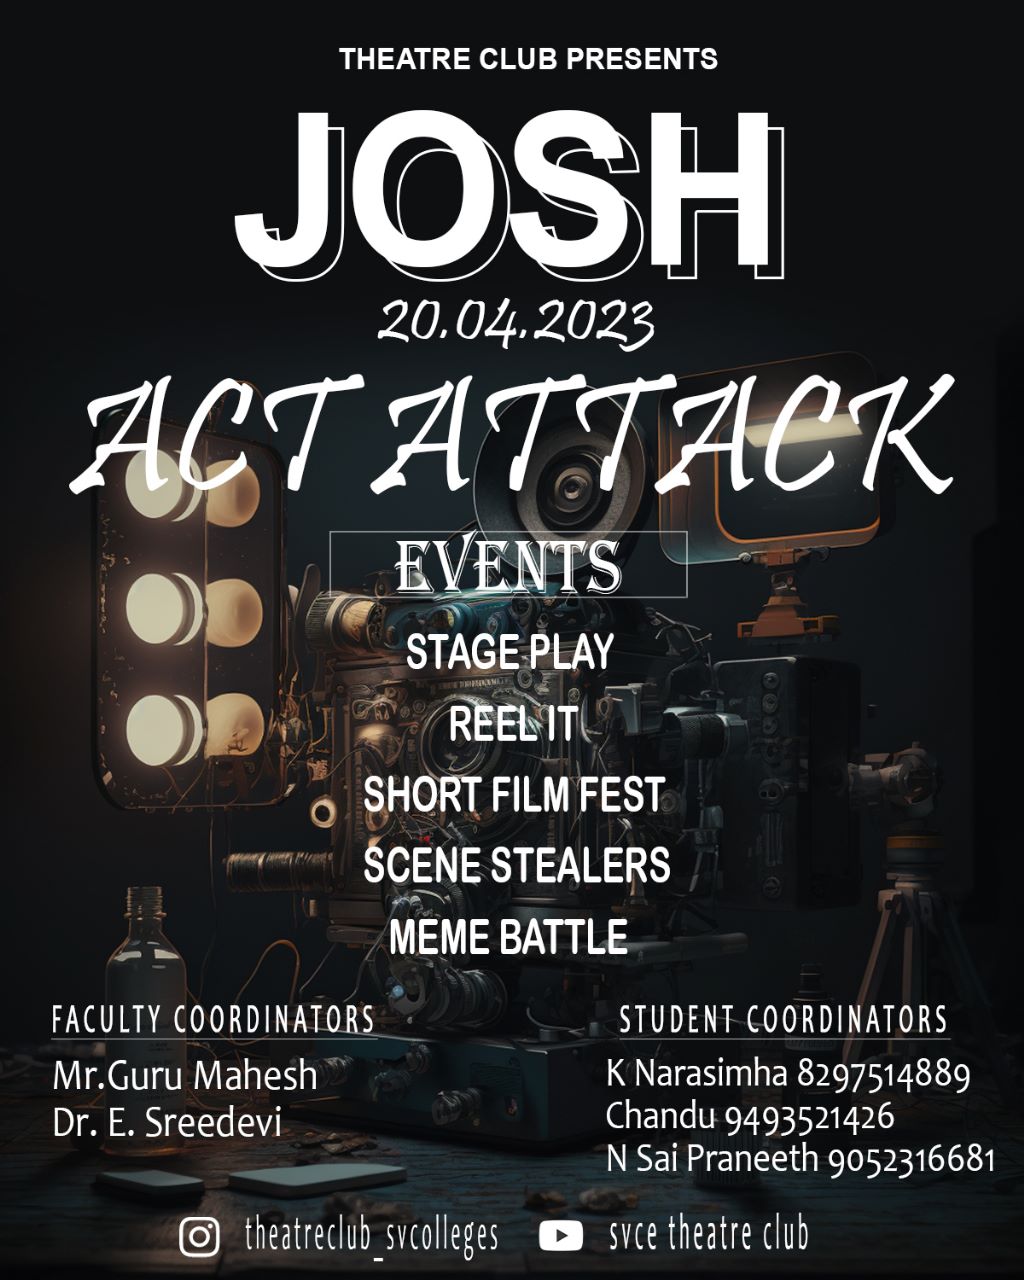 THEATRE CLUB PRESENTS
JOSH
20.04.2023
ACT ATTACK
EVENTS
STAGE PLAY
REEL IT
SHORT FILM FEST
SCENE STEALERS
MEME BATTLE
FACULTY COORDINATORS
Mr.Guru Mahesh
Dr. E. Sreedevi
STUDENT COORDINATORS
K Narasimha 8297514889
Chandu 9493521426
N Sai Praneeth 9052316681
theatreclub_svcolleges
svce theatre club